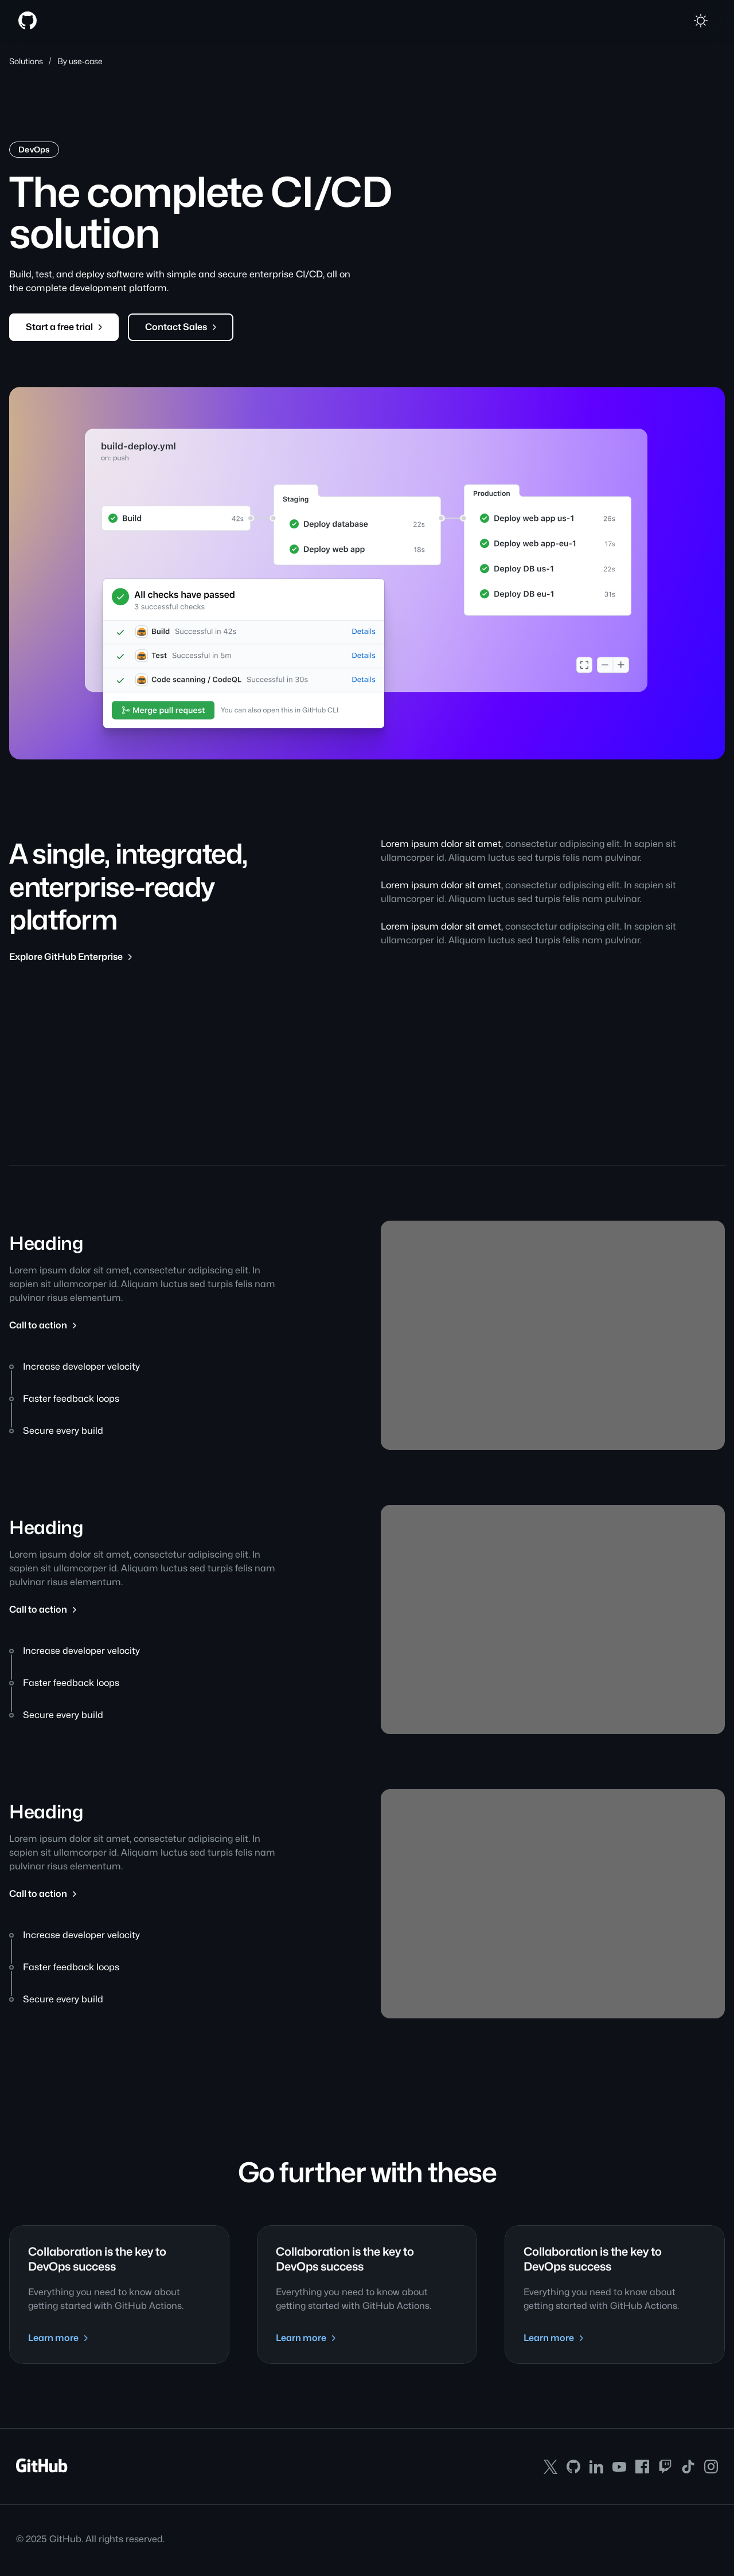 Solutions / By use-case
DevOps
The complete CI/CD
solution
Build, test, and deploy software with simple and secure enterprise CI/CD, all on
the complete development platform.
Start a free trial
Contact Sales
build-deploy.yml
on: push
Build 42s
Staging
Deploy database 22s
Deploy web app 18s
Production
Deploy web app us-1 26s
Deploy web app-eu-1 17s
Deploy DB us-1 22s
Deploy DB eu-1 31s
All checks have passed
3 successful checks
Build Successful in 42s Details
Test Successful in 5m Details
Code scanning / CodeQL Successful in 30s Details
Merge pull request You can also open this in GitHub CLI
A single, integrated,
enterprise-ready
platform
Explore GitHub Enterprise
Lorem ipsum dolor sit amet, consectetur adipiscing elit. In sapien sit
ullamcorper id. Aliquam luctus sed turpis felis nam pulvinar.
Lorem ipsum dolor sit amet, consectetur adipiscing elit. In sapien sit
ullamcorper id. Aliquam luctus sed turpis felis nam pulvinar.
Lorem ipsum dolor sit amet, consectetur adipiscing elit. In sapien sit
ullamcorper id. Aliquam luctus sed turpis felis nam pulvinar.
Heading
Lorem ipsum dolor sit amet, consectetur adipiscing elit. In
sapien sit ullamcorper id. Aliquam luctus sed turpis felis nam
pulvinar risus elementum.
Call to action
Increase developer velocity
Faster feedback loops
Secure every build
Heading
Lorem ipsum dolor sit amet, consectetur adipiscing elit. In
sapien sit ullamcorper id. Aliquam luctus sed turpis felis nam
pulvinar risus elementum.
Call to action
Increase developer velocity
Faster feedback loops
Secure every build
Heading
Lorem ipsum dolor sit amet, consectetur adipiscing elit. In
sapien sit ullamcorper id. Aliquam luctus sed turpis felis nam
pulvinar risus elementum.
Call to action
Increase developer velocity
Faster feedback loops
Secure every build
Go further with these
Collaboration is the key to
DevOps success
Everything you need to know about
getting started with GitHub Actions.
Learn more
Collaboration is the key to
DevOps success
Everything you need to know about
getting started with GitHub Actions.
Learn more
Collaboration is the key to
DevOps success
Everything you need to know about
getting started with GitHub Actions.
Learn more
GitHub
© 2025 GitHub. All rights reserved.